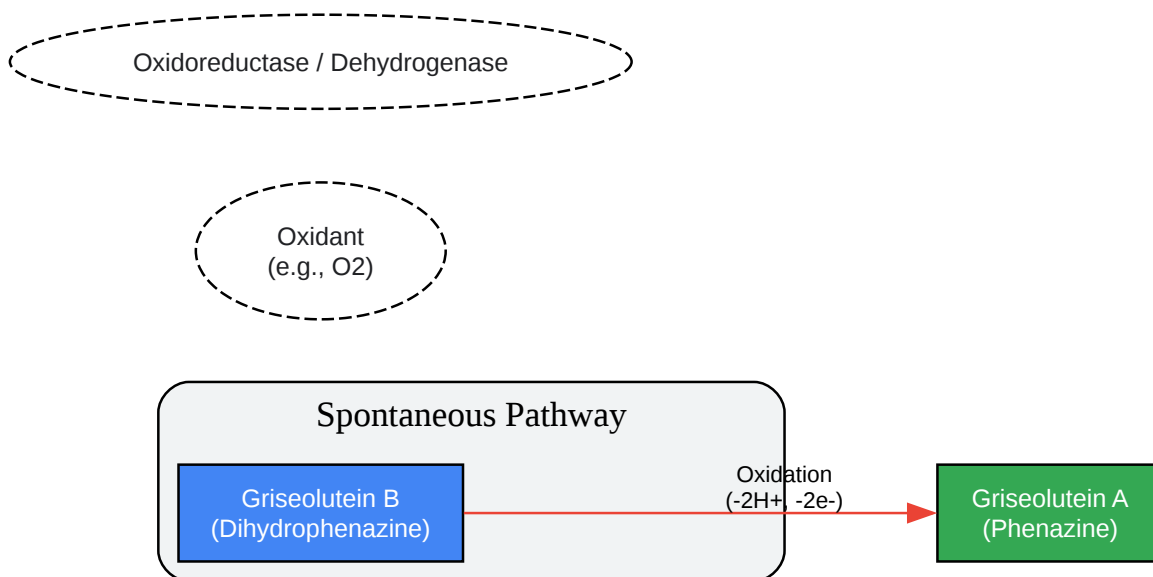 Oxidoreductase / Dehydrogenase
Oxidant
(e.g., O2)
Spontaneous Pathway
Griseolutein B
(Dihydrophenazine)
Oxidation
(-2H+, -2e-)
Griseolutein A
(Phenazine)